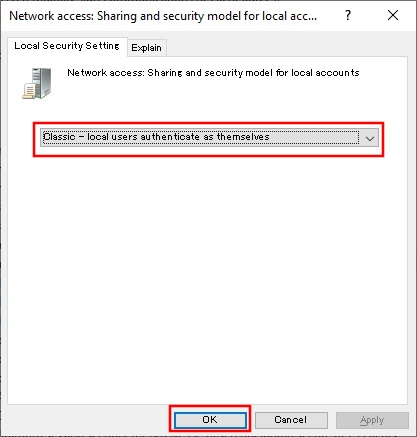 Network access: Sharing and security model for local acc...
?
Local Security Setting
Explain
Network access: Sharing and security model for local accounts
Classic - local users authenticate as themselves
OK
Cancel
Apply